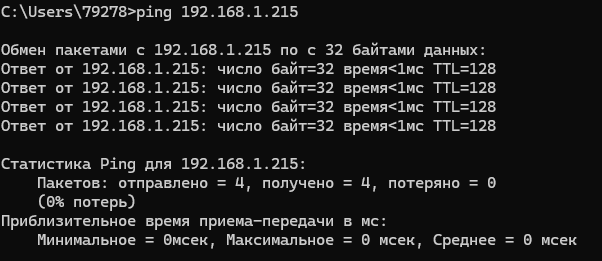 C:\Users\79278>ping 192.168.1.215
Обмен пакетами с 192.168.1.215 по с 32 байтами данных:
Ответ от 192.168.1.215: число байт=32 время<1мс TTL=128
Ответ от 192.168.1.215: число байт=32 время<1мс TTL=128
Ответ от 192.168.1.215: число байт=32 время<1мс TTL=128
Ответ от 192.168.1.215: число байт=32 время<1мс TTL=128
Статистика Ping для 192.168.1.215:
    Пакетов: отправлено = 4, получено = 4, потеряно = 0
    (0% потерь)
Приблизительное время приема-передачи в мс:
    Минимальное = 0мсек, Максимальное = 0 мсек, Среднее = 0 мсек